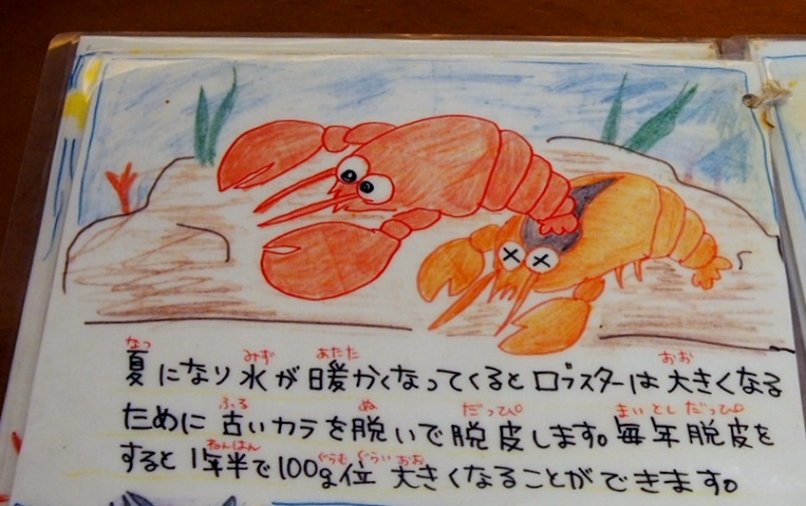 なつ みず あたた おお
夏になり水が暖かくなってくるとロブスターは大きくなる
ふる ぬ だっぴ まい とし だっぴ
ために古いカラを脱いで脱皮します。毎年脱皮を
ねんはん ぐらむ ぐらい おお
すると1年半で100g位大きくなることができます。